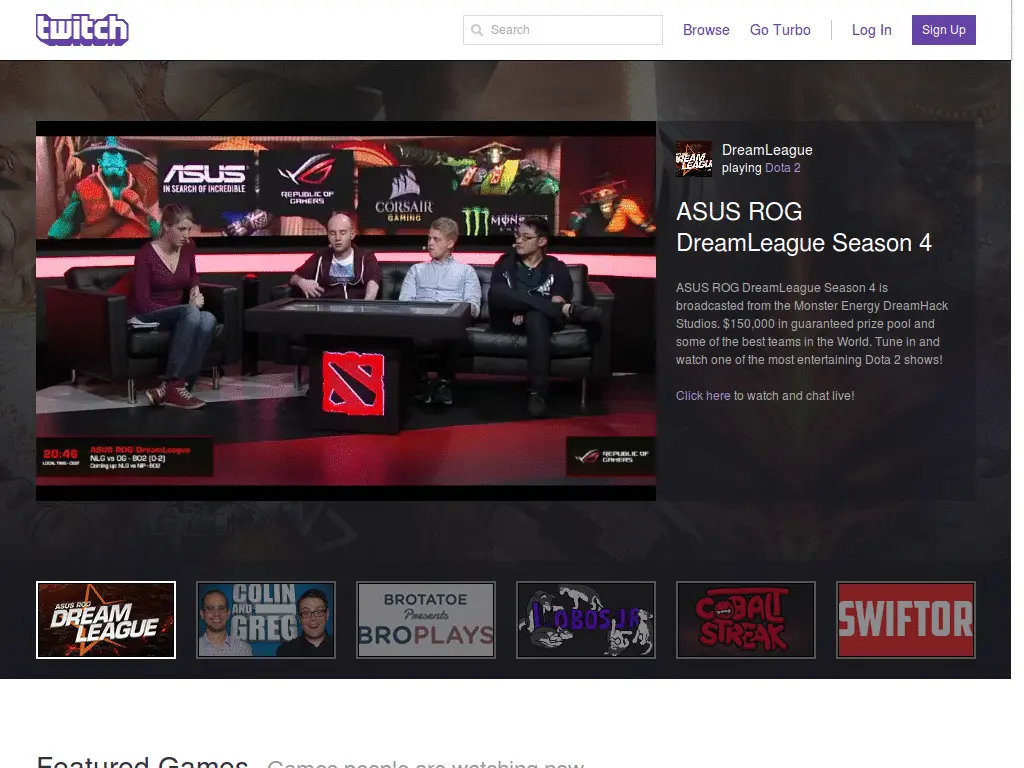 twitch
Search
Browse
Go Turbo
Log In
Sign Up
ASUS
IN SEARCH OF INCREDIBLE
REPUBLIC OF
GAMERS
CORSAIR
GAMING
20:46
LOCAL TIME - CEST
ASUS ROG DreamLeague
NLG vs OG - BO2 (0-2)
Coming up: NLG vs NiP - BO2
REPUBLIC OF
GAMERS
DREAM
LEAGUE
DreamLeague
playing Dota 2
ASUS ROG
DreamLeague Season 4
ASUS ROG DreamLeague Season 4 is
broadcasted from the Monster Energy DreamHack
Studios. $150,000 in guaranteed prize pool and
some of the best teams in the World. Tune in and
watch one of the most entertaining Dota 2 shows!
Click here to watch and chat live!
ASUS ROG
DREAM
LEAGUE
COLIN
AND
GREG
BROTATOE
Presents
BROPLAYS
LOBOSJR
COBALT
STREAK
SWIFTOR
Featured Games
Games people are watching now